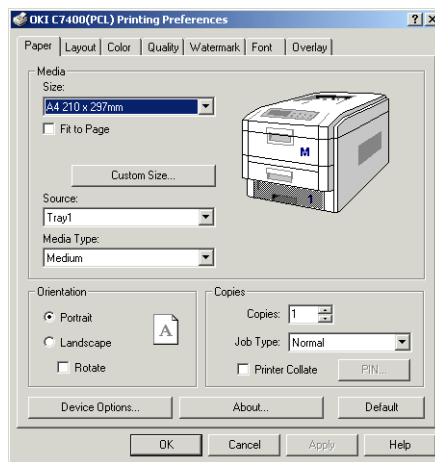 OKI C7400(PCL) Printing Preferences
Paper Layout Color Quality Watermark Font Overlay
Media
Size:
A4 210 x 297mm
Fit to Page
Custom Size...
Source:
Tray1
Media Type:
Medium
M
1
Orientation
Portrait
Landscape
Rotate
A
Copies
Copies: 1
Job Type: Normal
Printer Collate PIN...
Device Options... About... Default
OK Cancel Apply Help